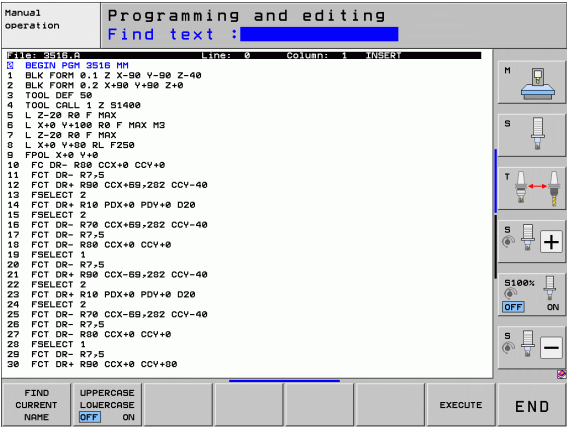 Manual
operation
Programming and editing
Find text :
File: 3516.A Line: 0 Column: 1 INSERT
0 BEGIN PGM 3516 MM
1 BLK FORM 0.1 Z X-90 Y-90 Z-40
2 BLK FORM 0.2 X+90 Y+90 Z+0
3 TOOL DEF 50
4 TOOL CALL 1 Z S1400
5 L Z-20 R0 F MAX
6 L X+0 Y+100 R0 F MAX M3
7 L Z-20 R0 F MAX
8 L X+0 Y+80 RL F250
9 FPOL X+0 Y+0
10 FC DR- R80 CCX+0 CCY+0
11 FCT DR- R7,5
12 FCT DR+ R90 CCX+69,282 CCY-40
13 FSELECT 2
14 FCT DR+ R10 PDX+0 PDY+0 D20
15 FSELECT 2
16 FCT DR- R70 CCX+69,282 CCY-40
17 FCT DR- R7,5
18 FCT DR- R80 CCX+0 CCY+0
19 FSELECT 1
20 FCT DR- R7,5
21 FCT DR+ R90 CCX-69,282 CCY-40
22 FSELECT 2
23 FCT DR+ R10 PDX+0 PDY+0 D20
24 FSELECT 2
25 FCT DR- R70 CCX-69,282 CCY-40
26 FCT DR- R7,5
27 FCT DR- R80 CCX+0 CCY+0
28 FSELECT 1
29 FCT DR- R7,5
30 FCT DR+ R90 CCX+0 CCY+80
M
S
T
S
+
S100%
OFF ON
S
-
FIND
CURRENT
NAME
UPPERCASE
LOWERCASE
OFF ON
EXECUTE
END